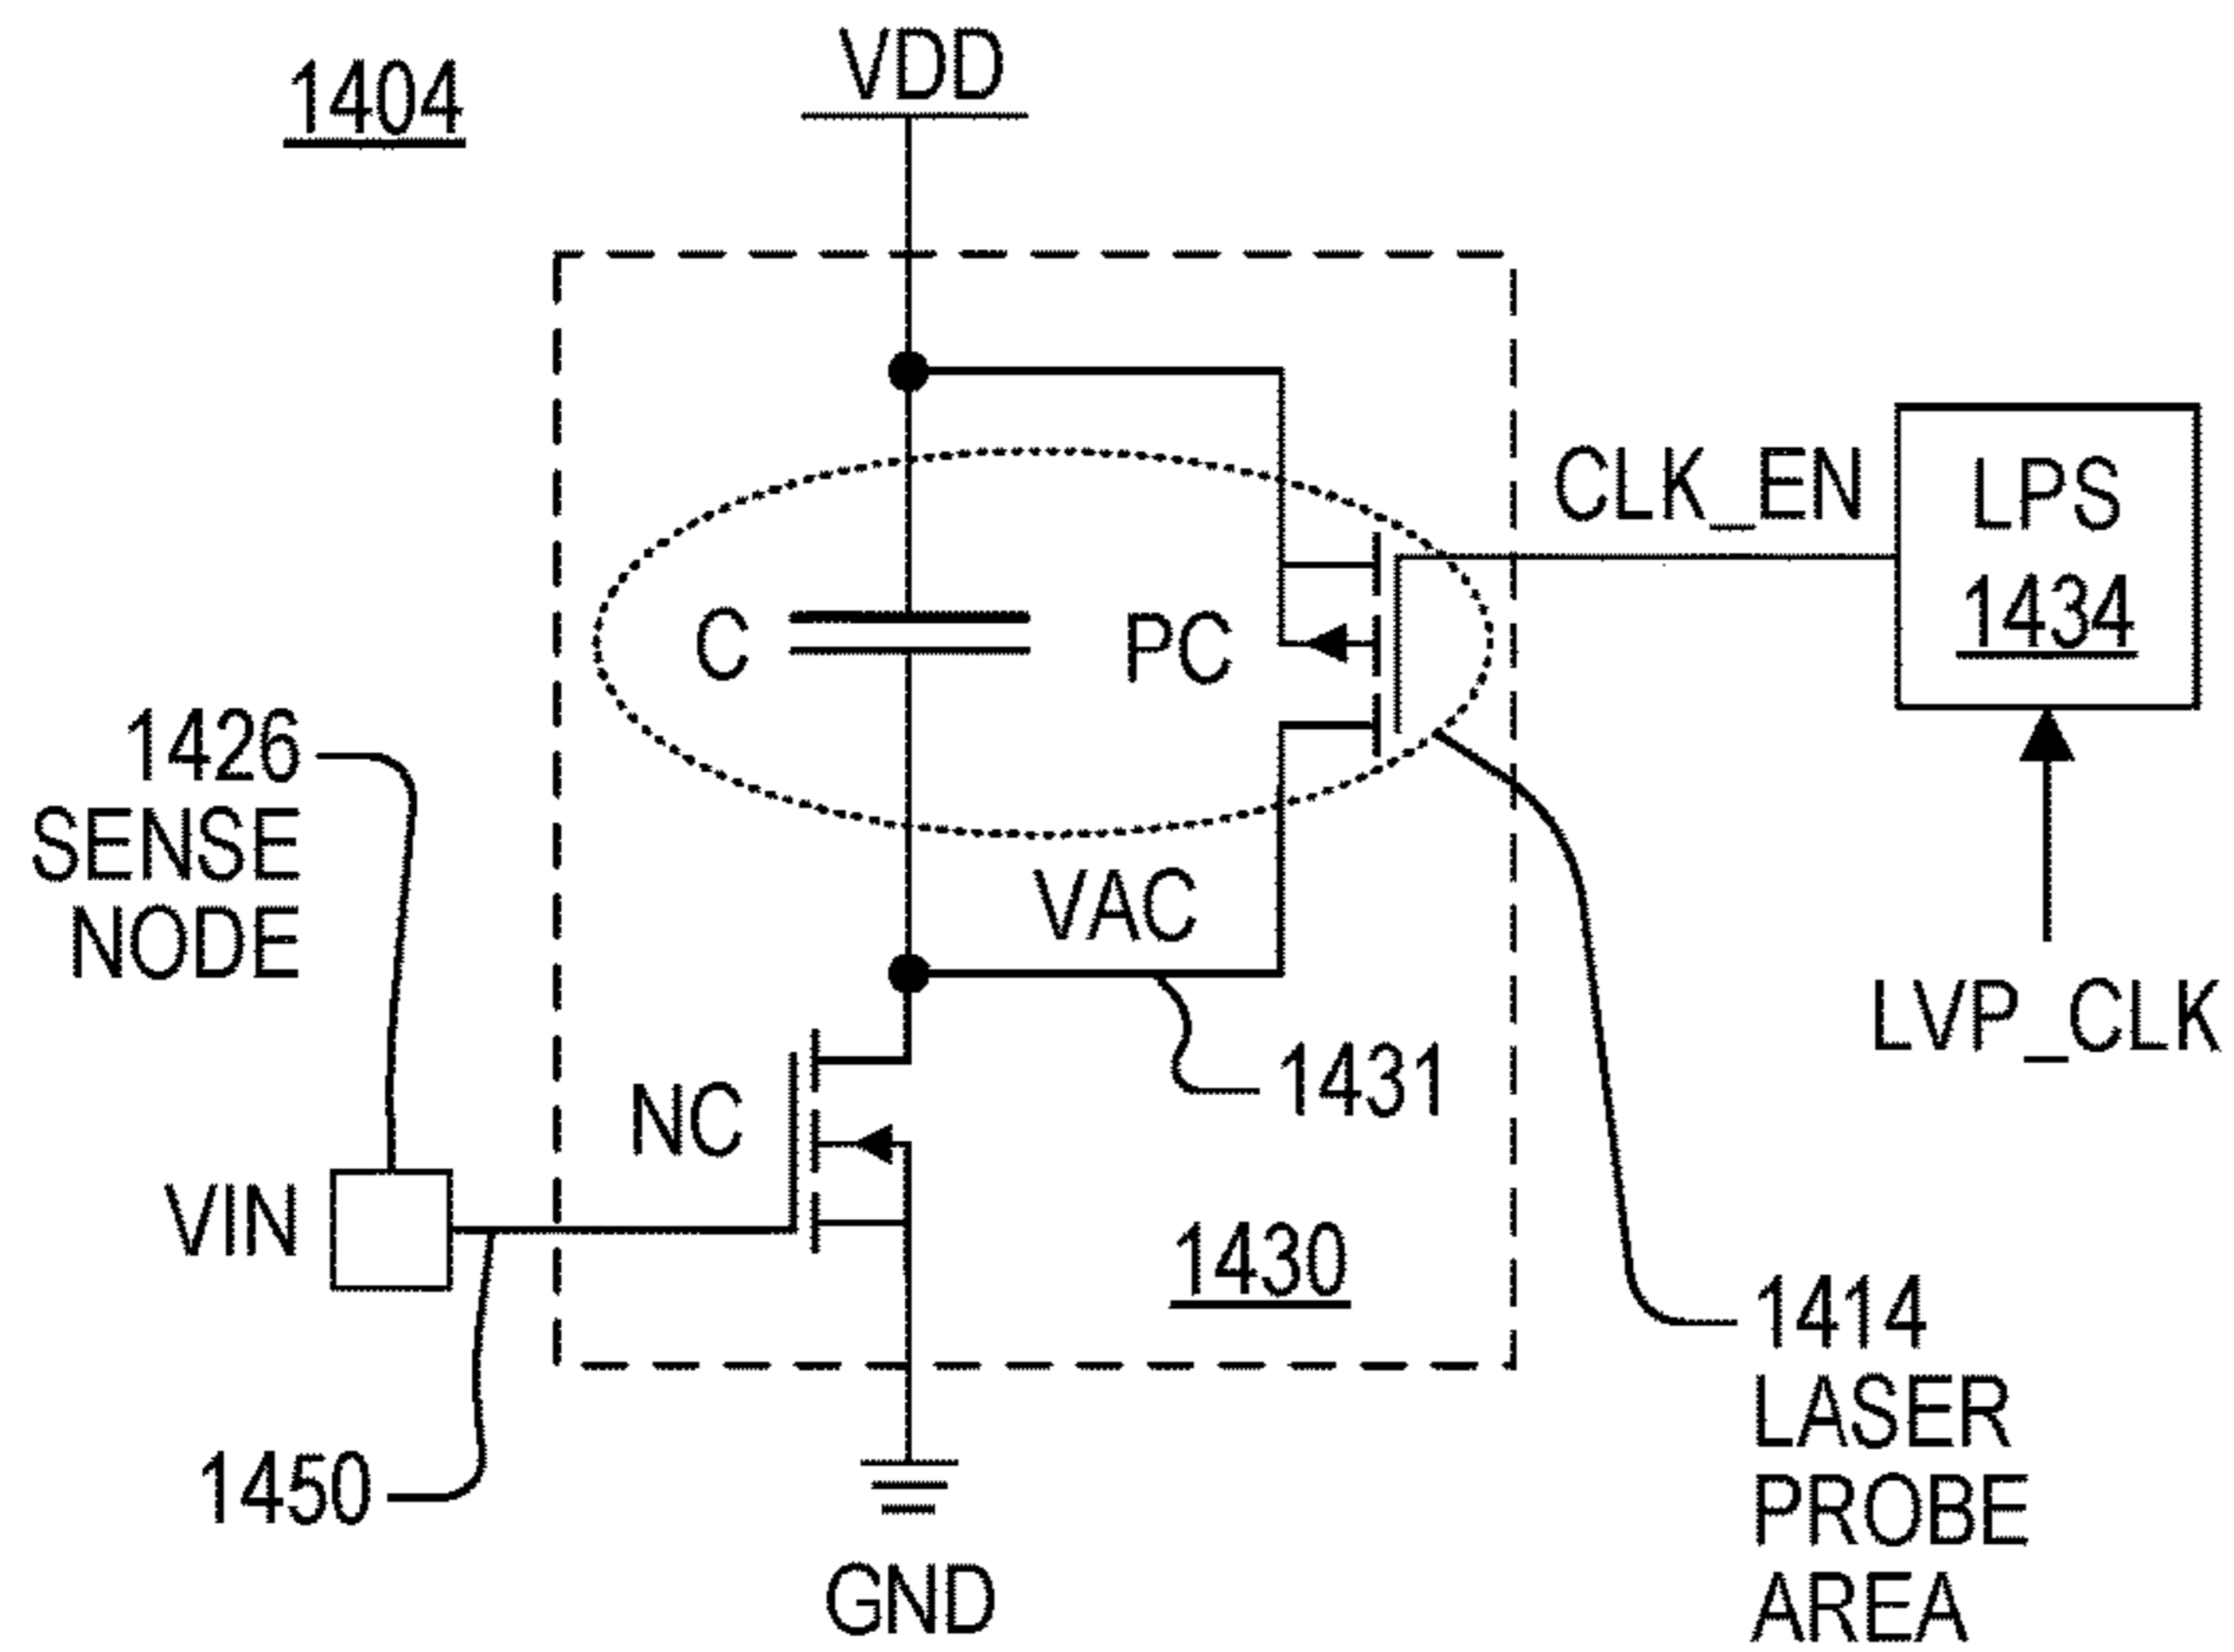 1404
VDD
CLK_EN
LPS
1434
C
PC
1426
SENSE
NODE
VAC
LVP_CLK
1431
NC
VIN
1430
1414
LASER
PROBE
AREA
1450
GND